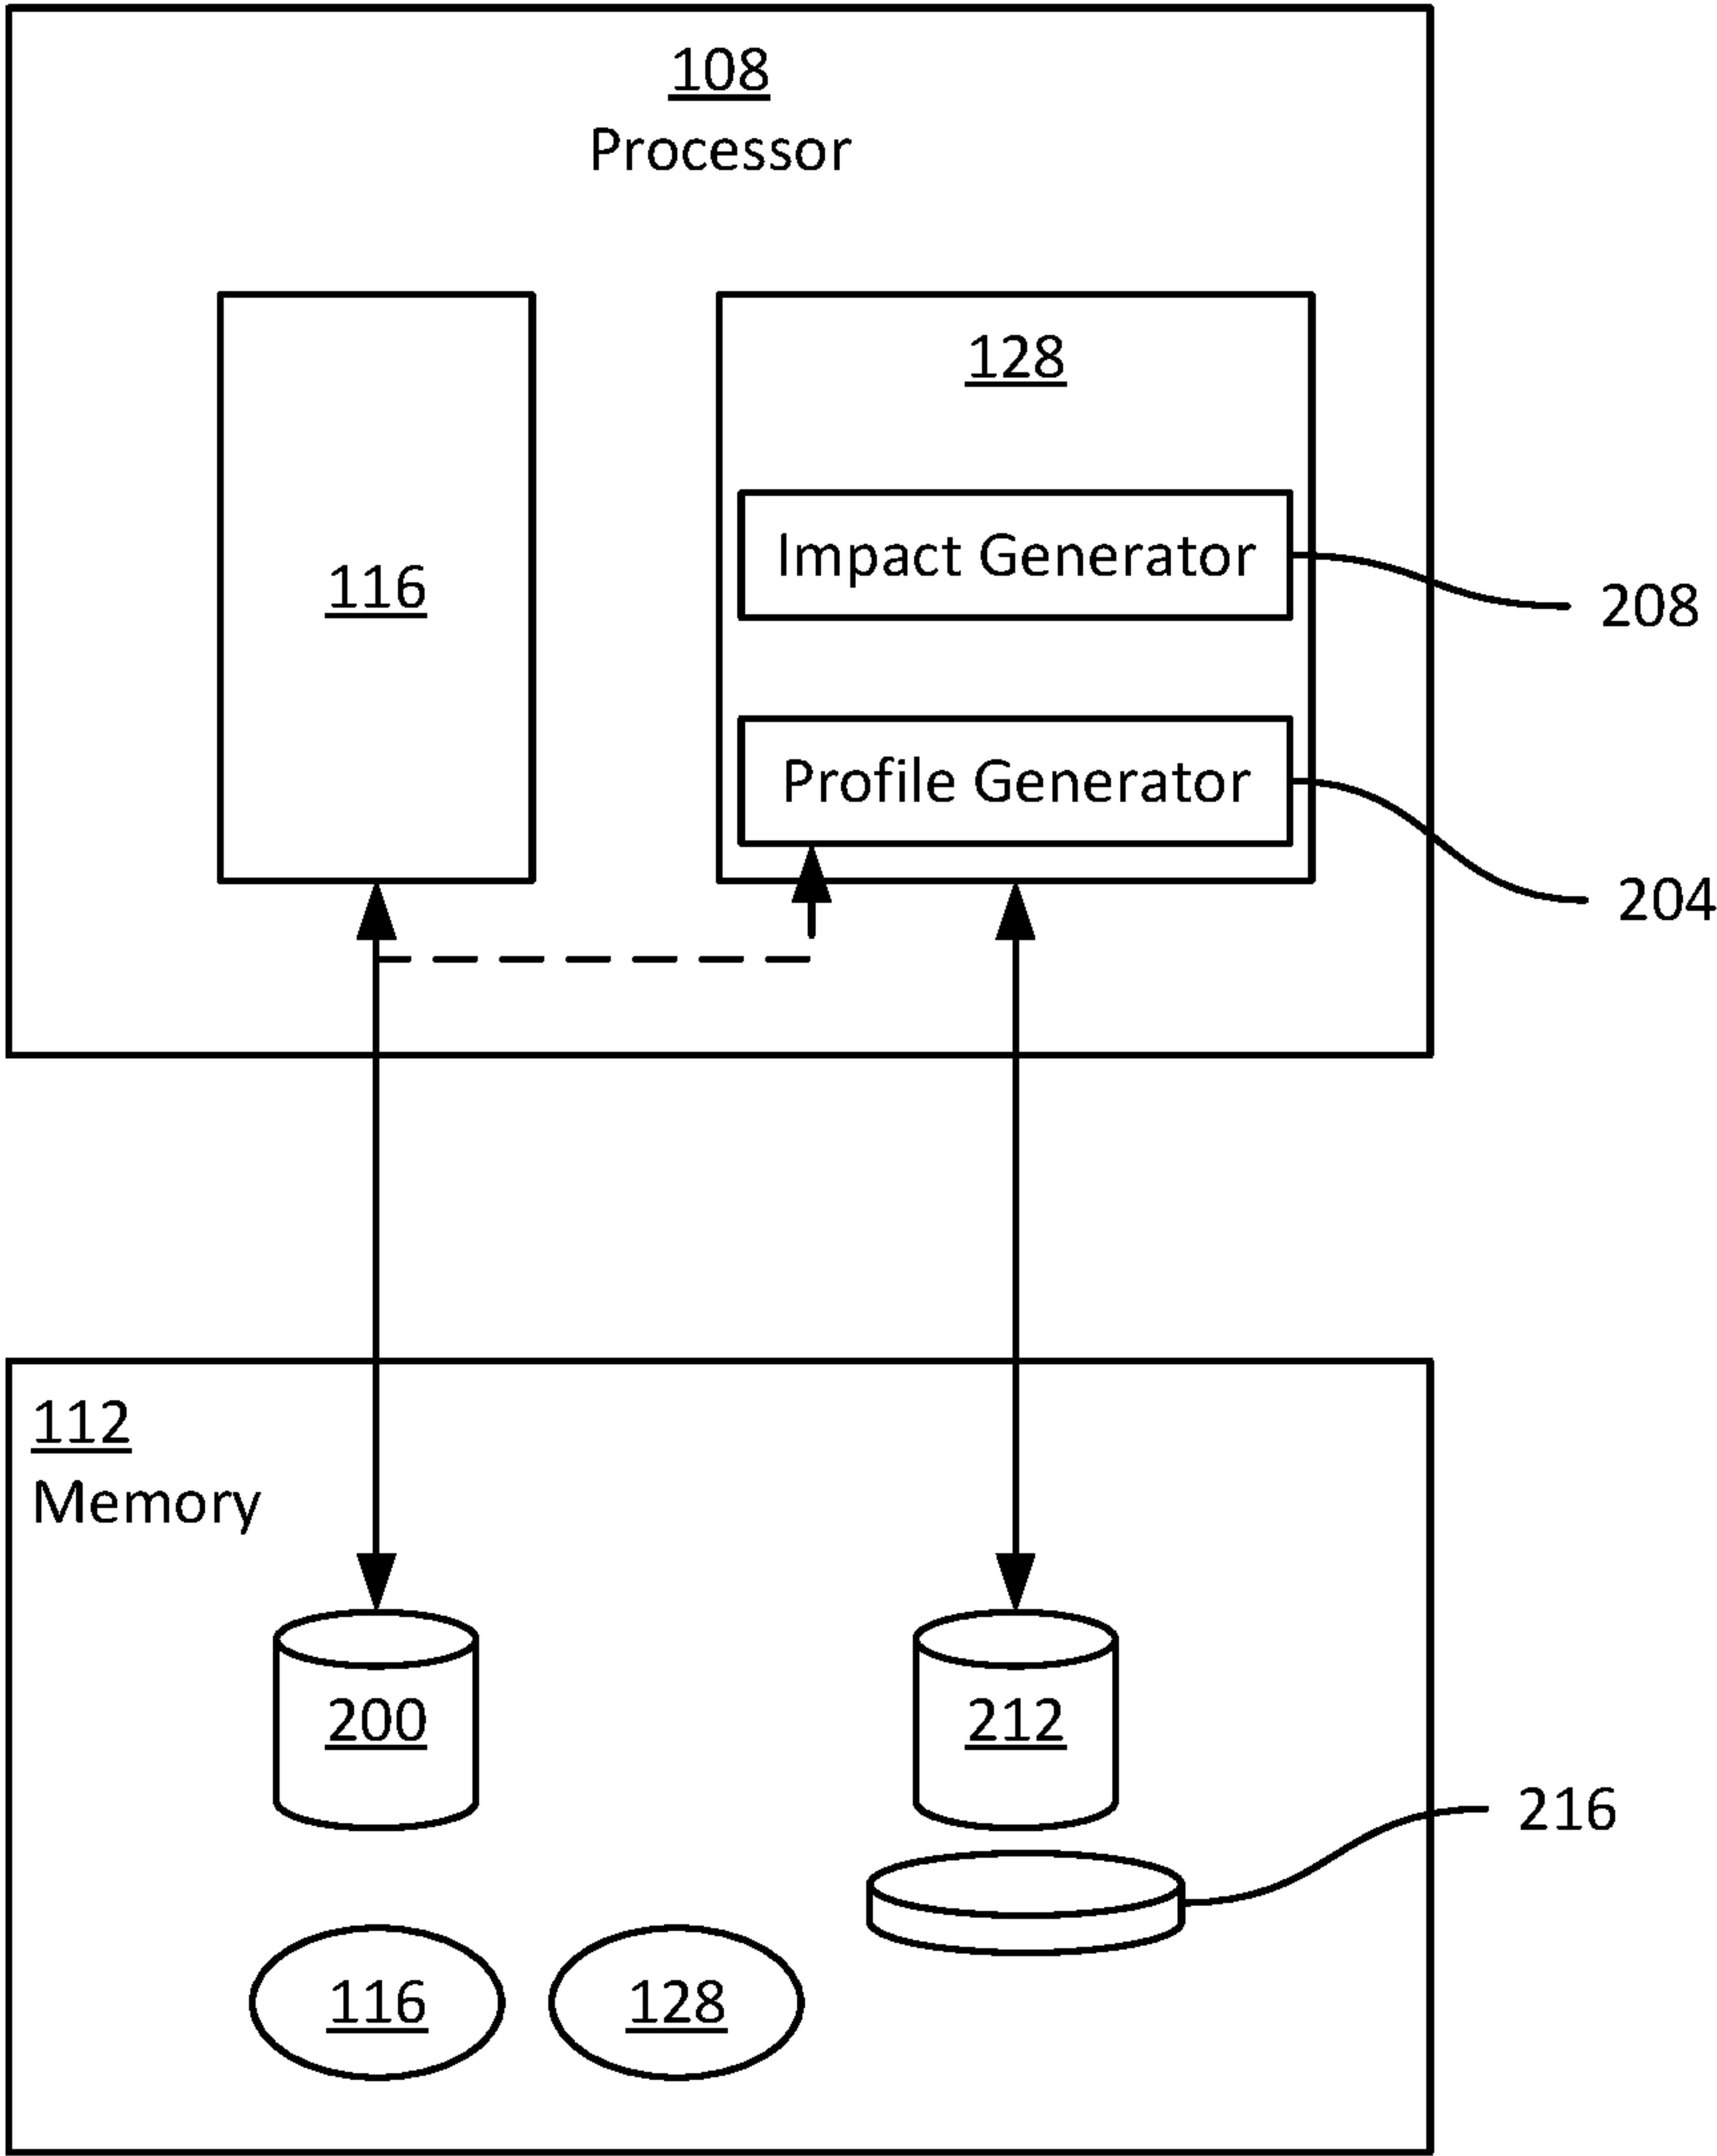 108
Processor
128
Impact Generator
116
208
Profile Generator
204
112
Memory
200
212
216
116
128